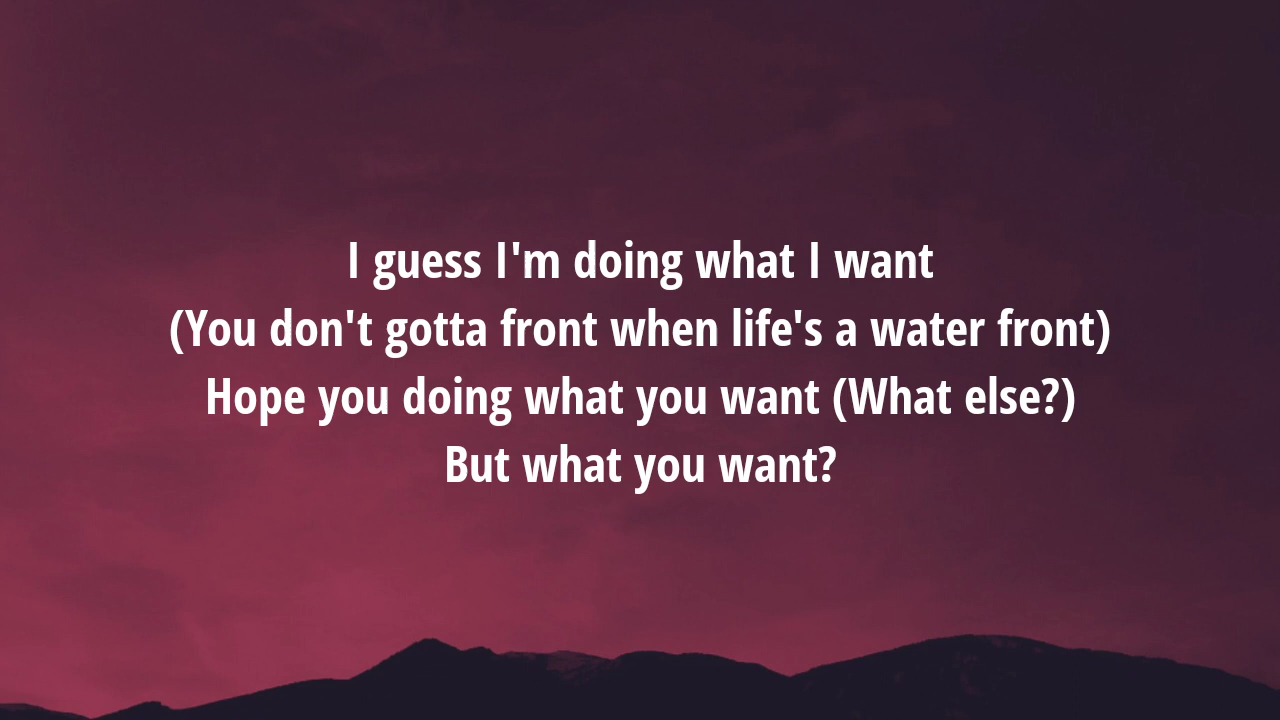 I guess I'm doing what I want
(You don't gotta front when life's a water front)
Hope you doing what you want (What else?)
But what you want?